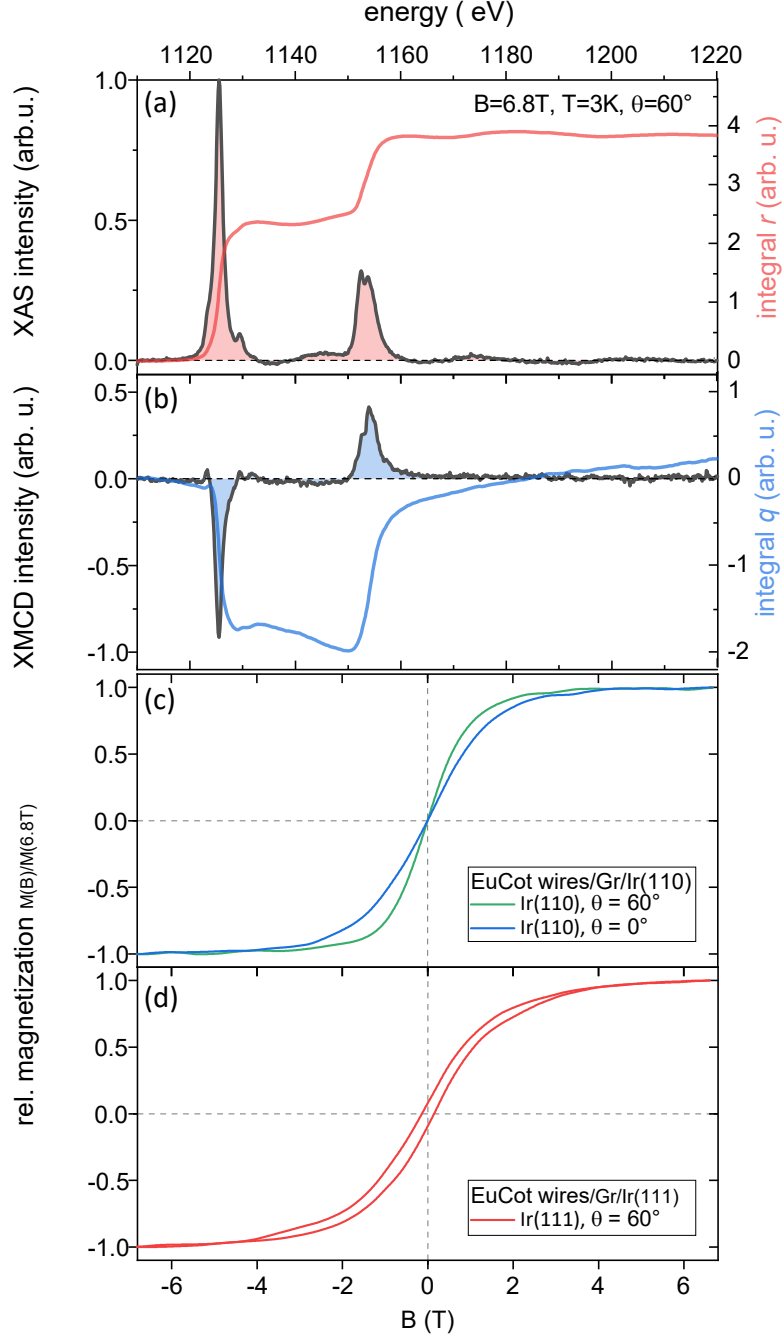 energy ( eV)
1120 1140 1160 1180 1200 1220
(a)
B=6.8T, T=3K, θ=60°
XAS intensity (arb.u.)
1.0
0.5
0.0
4
3
2
1
0
integral r (arb. u.)
(b)
XMCD intensity (arb. u.)
0.5
0.0
-0.5
-1.0
1
0
-1
-2
integral q (arb. u.)
rel. magnetization M(B)/M(6.8T)
(c)
1.0
0.5
0.0
-0.5
-1.0
EuCot wires/Gr/Ir(110)
Ir(110), θ = 60°
Ir(110), θ = 0°
(d)
1.0
0.5
0.0
-0.5
-1.0
EuCot wires/Gr/Ir(111)
Ir(111), θ = 60°
-6 -4 -2 0 2 4 6
B (T)